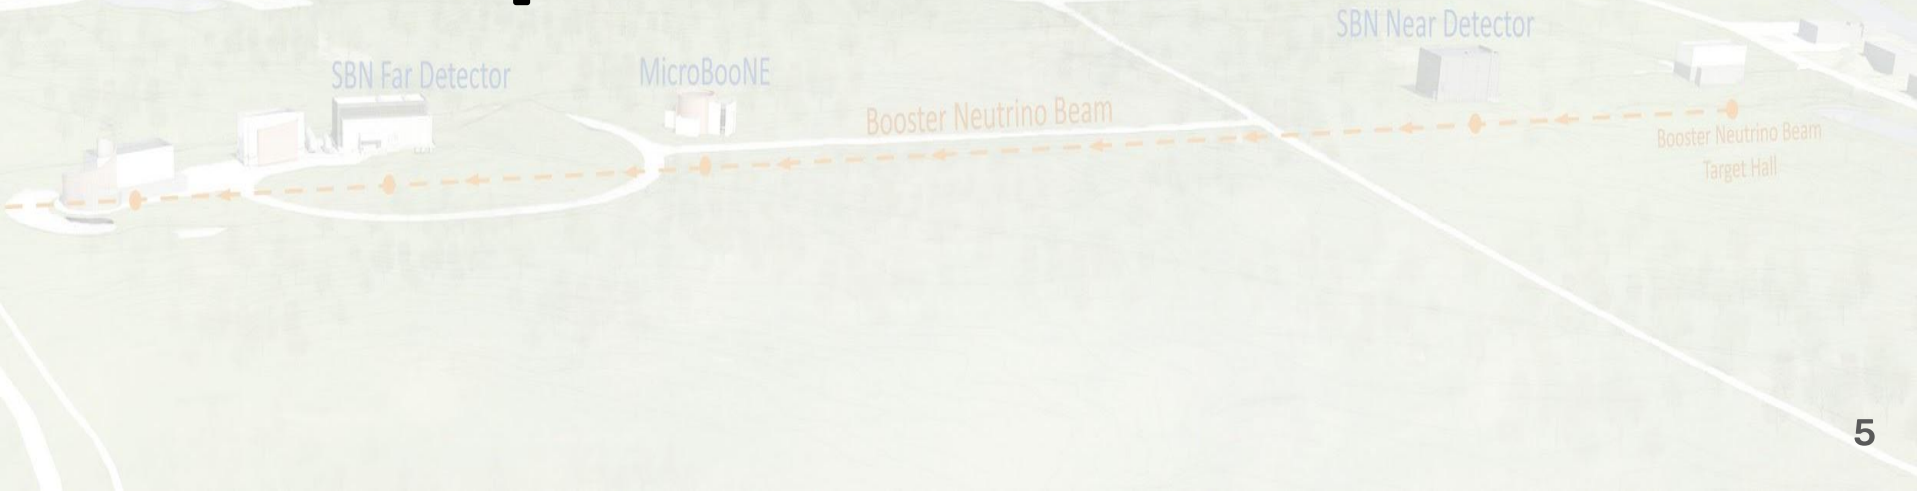 SBN Near Detector
SBN Far Detector
MicroBooNE
Booster Neutrino Beam
Booster Neutrino Beam
Target Hall
5